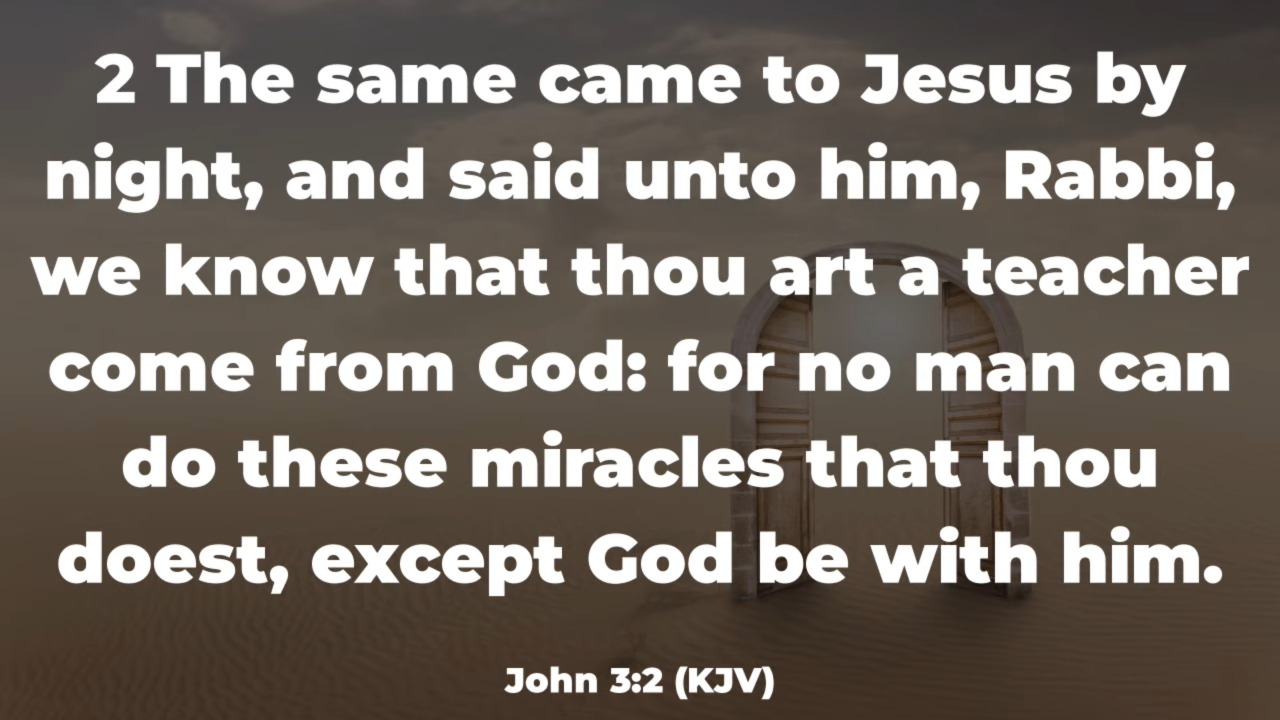 2 The same came to Jesus by
night, and said unto him, Rabbi,
we know that thou art a teacher
come from God: for no man can
do these miracles that thou
doest, except God be with him.
John 3:2 (KJV)